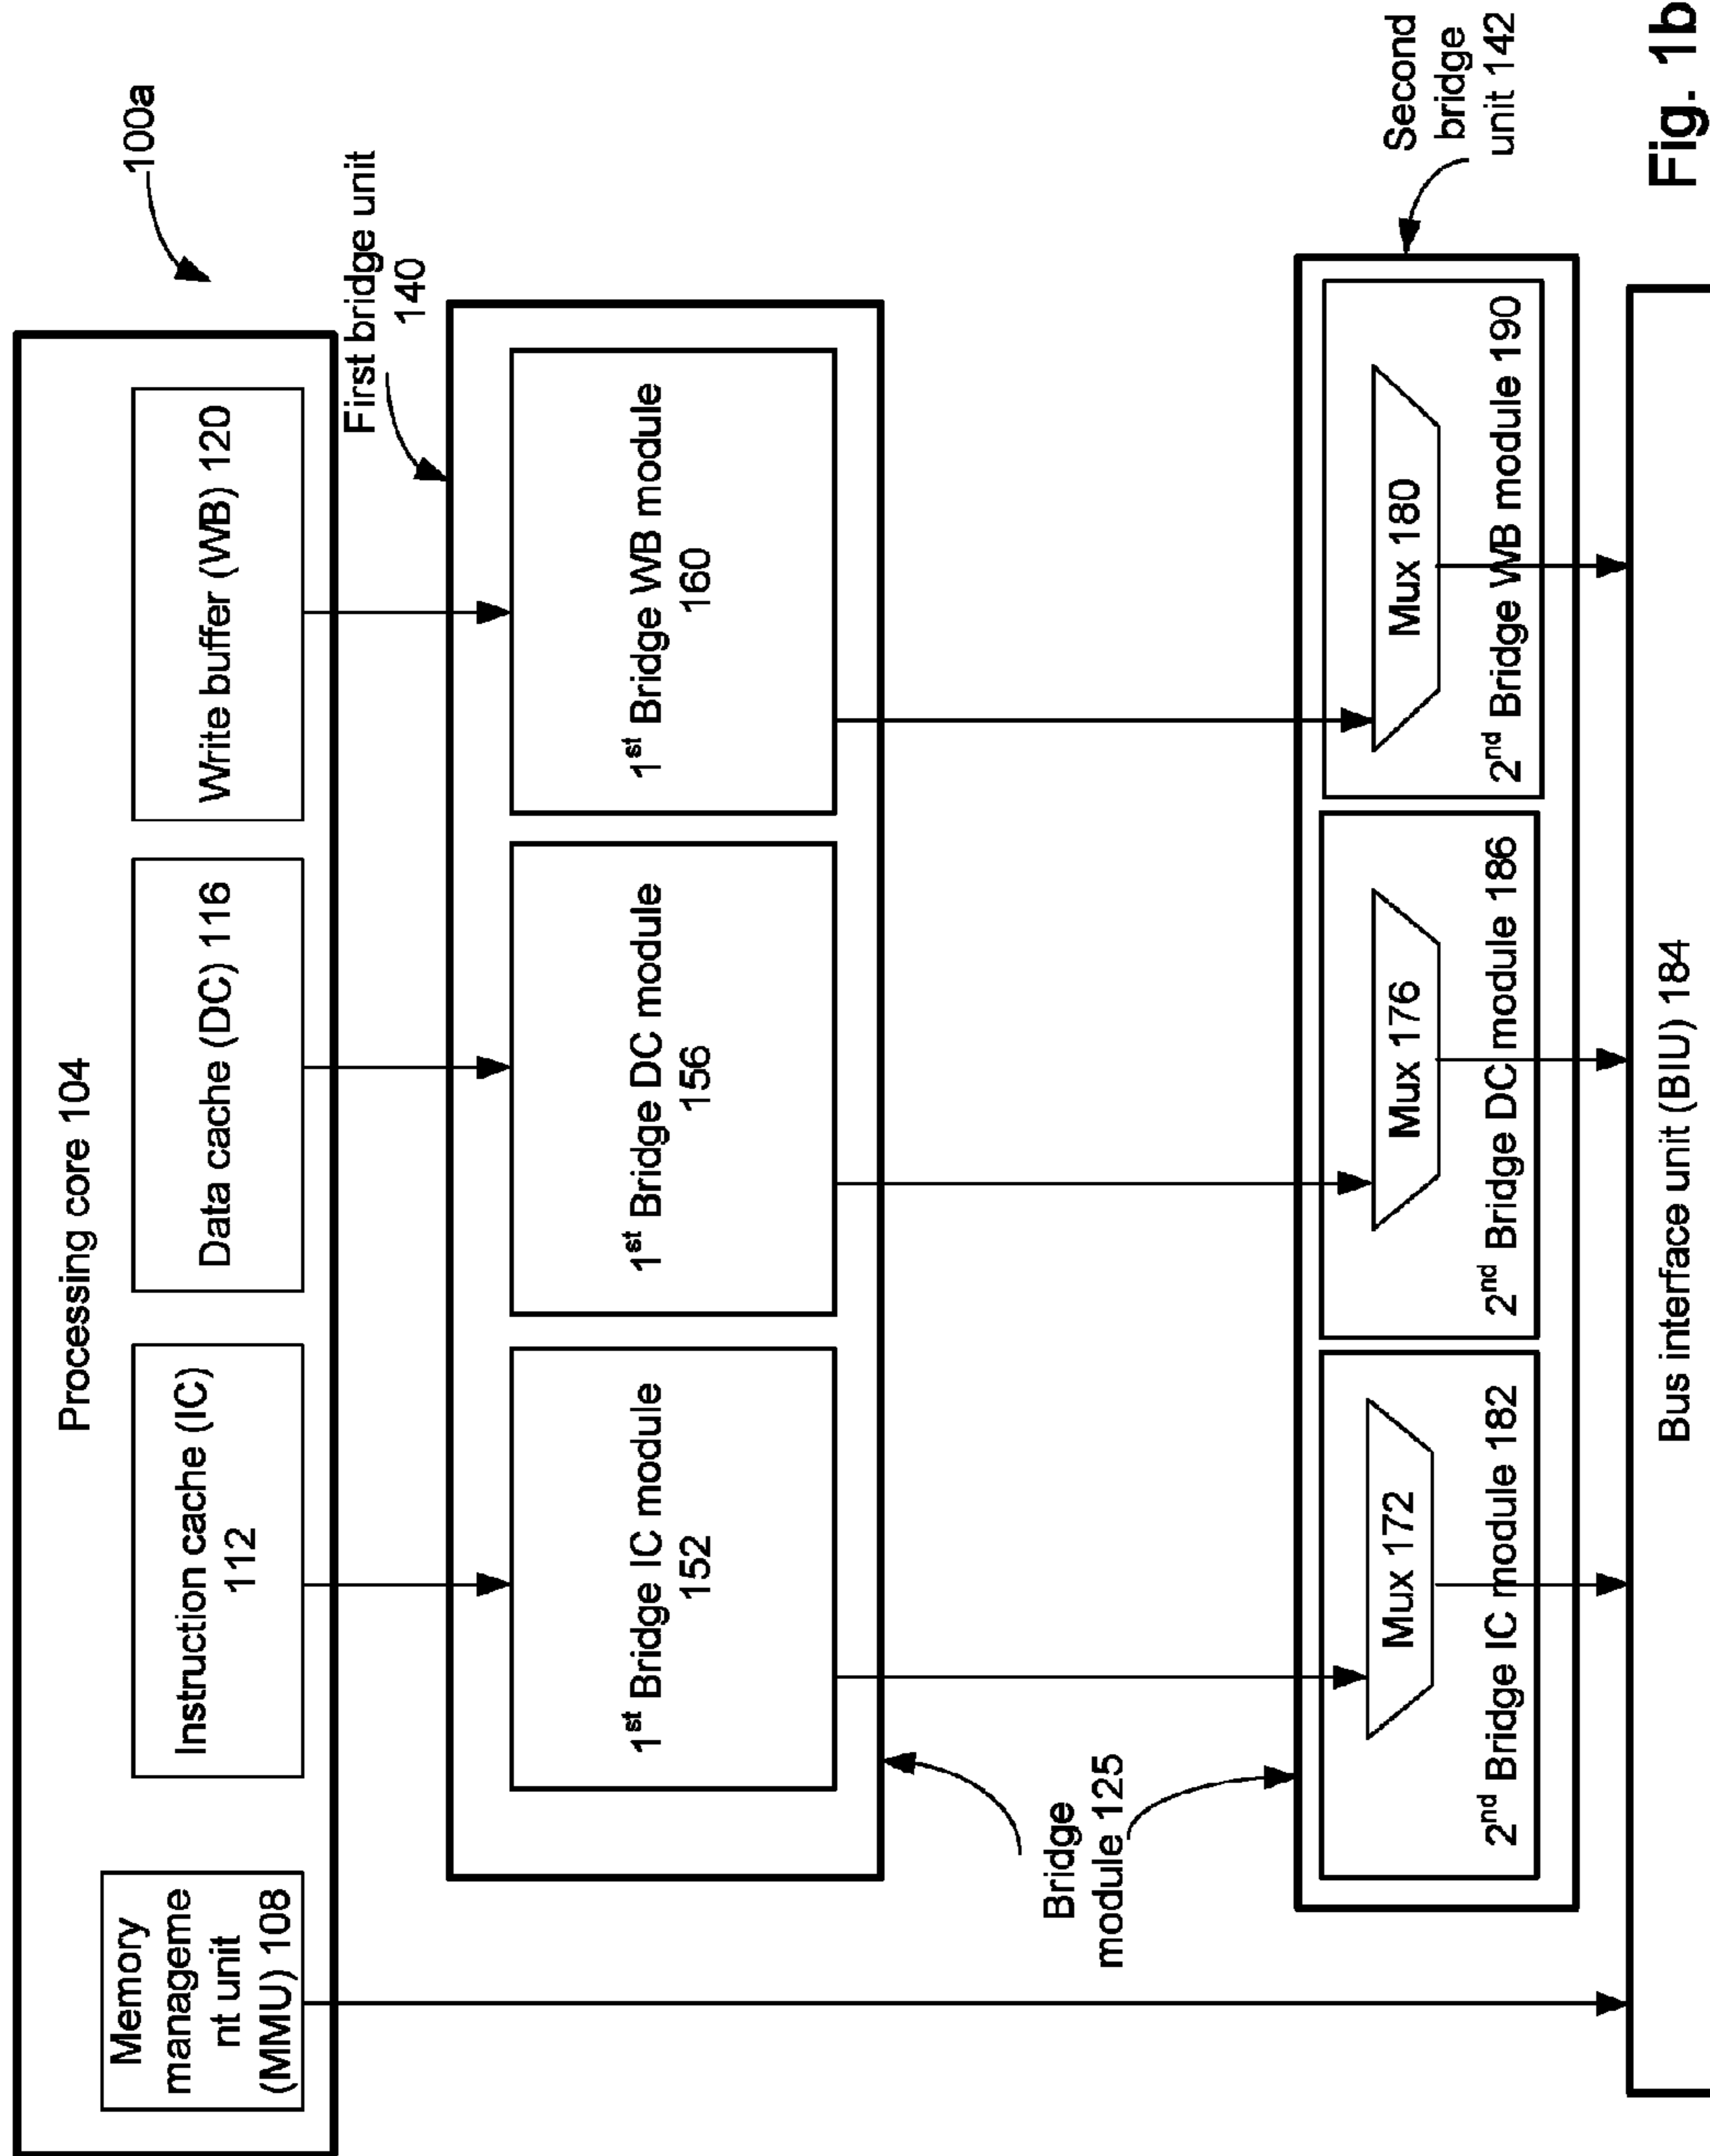 100a
Processing core 104
Memory
manageme
nt unit
(MMU) 108
Instruction cache (IC)
112
Data cache (DC) 116
Write buffer (WB) 120
First bridge unit
140
1st Bridge IC module
152
1st Bridge DC module
156
1st Bridge WB module
160
Bridge
module 125
Second
bridge
unit 142
Mux 172
2nd Bridge IC module 182
Mux 176
2nd Bridge DC module 186
Mux 180
2nd Bridge WB module 190
Bus interface unit (BIU) 184
Fig. 1b